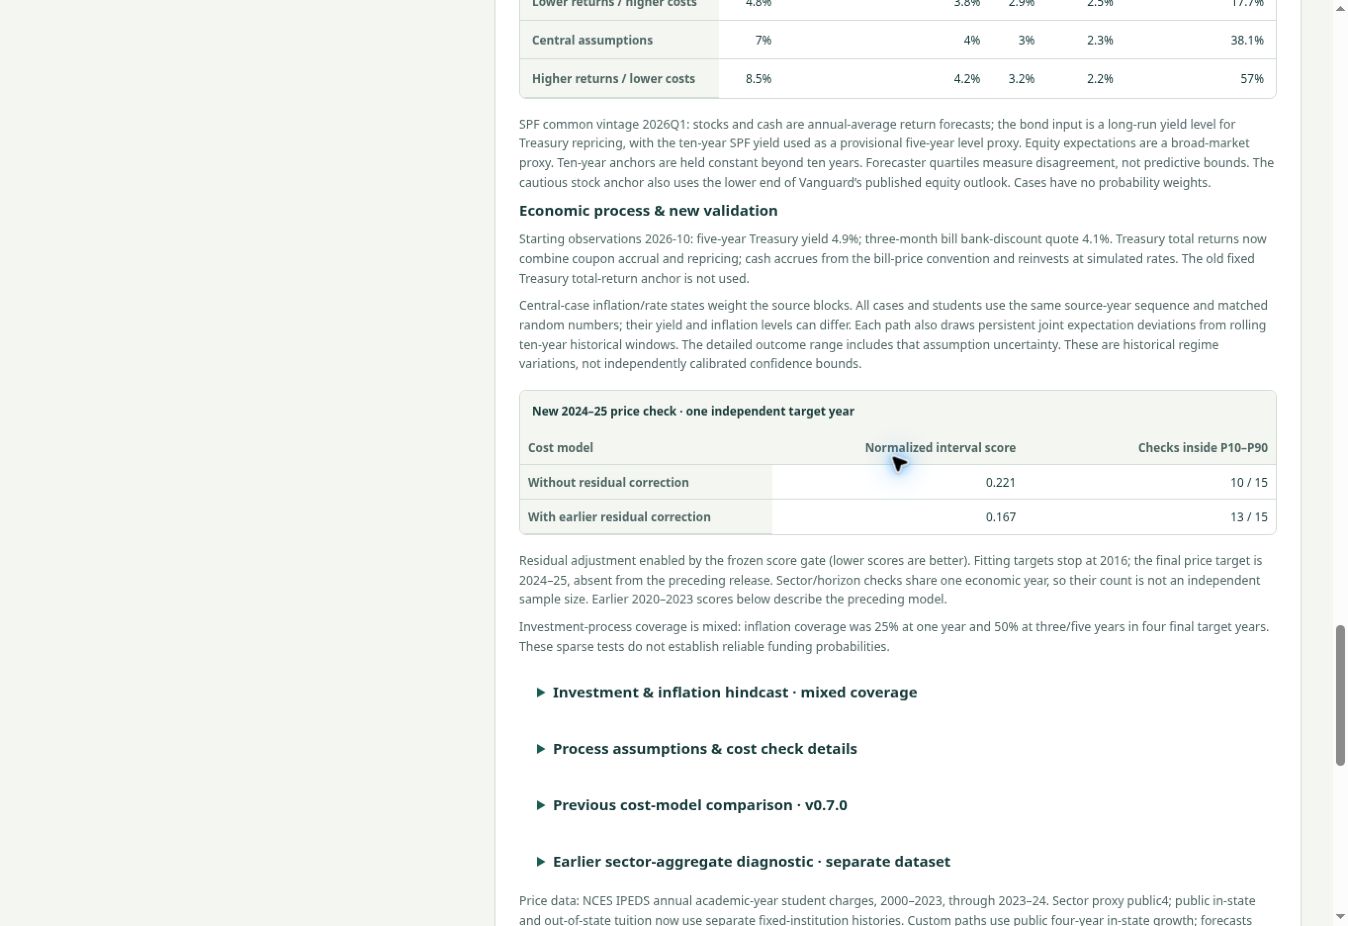 Lower returns / higher costs 4.8% 3.8% 2.9% 2.5% 17.7%
Central assumptions 7% 4% 3% 2.3% 38.1%
Higher returns / lower costs 8.5% 4.2% 3.2% 2.2% 57%
SPF common vintage 2026Q1: stocks and cash are annual-average return forecasts; the bond input is a long-run yield level for
Treasury repricing, with the ten-year SPF yield used as a provisional five-year level proxy. Equity expectations are a broad-market
proxy. Ten-year anchors are held constant beyond ten years. Forecaster quartiles measure disagreement, not predictive bounds. The
cautious stock anchor also uses the lower end of Vanguard's published equity outlook. Cases have no probability weights.
Economic process & new validation
Starting observations 2026-10: five-year Treasury yield 4.9%; three-month bill bank-discount quote 4.1%. Treasury total returns now
combine coupon accrual and repricing; cash accrues from the bill-price convention and reinvests at simulated rates. The old fixed
Treasury total-return anchor is not used.
Central-case inflation/rate states weight the source blocks. All cases and students use the same source-year sequence and matched
random numbers; their yield and inflation levels can differ. Each path also draws persistent joint expectation deviations from rolling
ten-year historical windows. The detailed outcome range includes that assumption uncertainty. These are historical regime
variations, not independently calibrated confidence bounds.
New 2024–25 price check · one independent target year
Cost model Normalized interval score Checks inside P10–P90
Without residual correction 0.221 10 / 15
With earlier residual correction 0.167 13 / 15
Residual adjustment enabled by the frozen score gate (lower scores are better). Fitting targets stop at 2016; the final price target is
2024–25, absent from the preceding release. Sector/horizon checks share one economic year, so their count is not an independent
sample size. Earlier 2020–2023 scores below describe the preceding model.
Investment-process coverage is mixed: inflation coverage was 25% at one year and 50% at three/five years in four final target years.
These sparse tests do not establish reliable funding probabilities.
Investment & inflation hindcast · mixed coverage
Process assumptions & cost check details
Previous cost-model comparison · v0.7.0
Earlier sector-aggregate diagnostic · separate dataset
Price data: NCES IPEDS annual academic-year student charges, 2000–2023, through 2023–24. Sector proxy public4; public in-state
and out-of-state tuition now use separate fixed-institution histories. Custom paths use public four-year in-state growth; forecasts